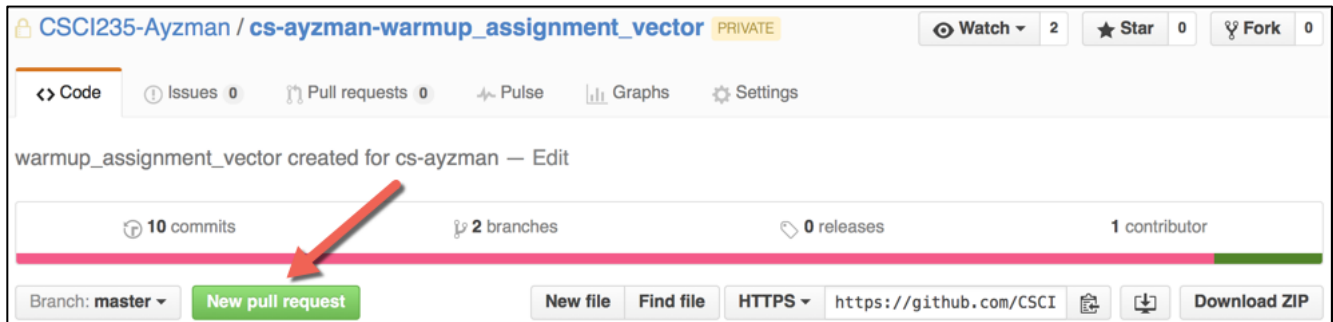 CSCI235-Ayzman / cs-ayzman-warmup_assignment_vector PRIVATE Watch 2 Star 0 Fork 0
<> Code Issues 0 Pull requests 0 Pulse Graphs Settings
warmup_assignment_vector created for cs-ayzman — Edit
10 commits 2 branches 0 releases 1 contributor
Branch: master New pull request New file Find file HTTPS https://github.com/CSCI Download ZIP